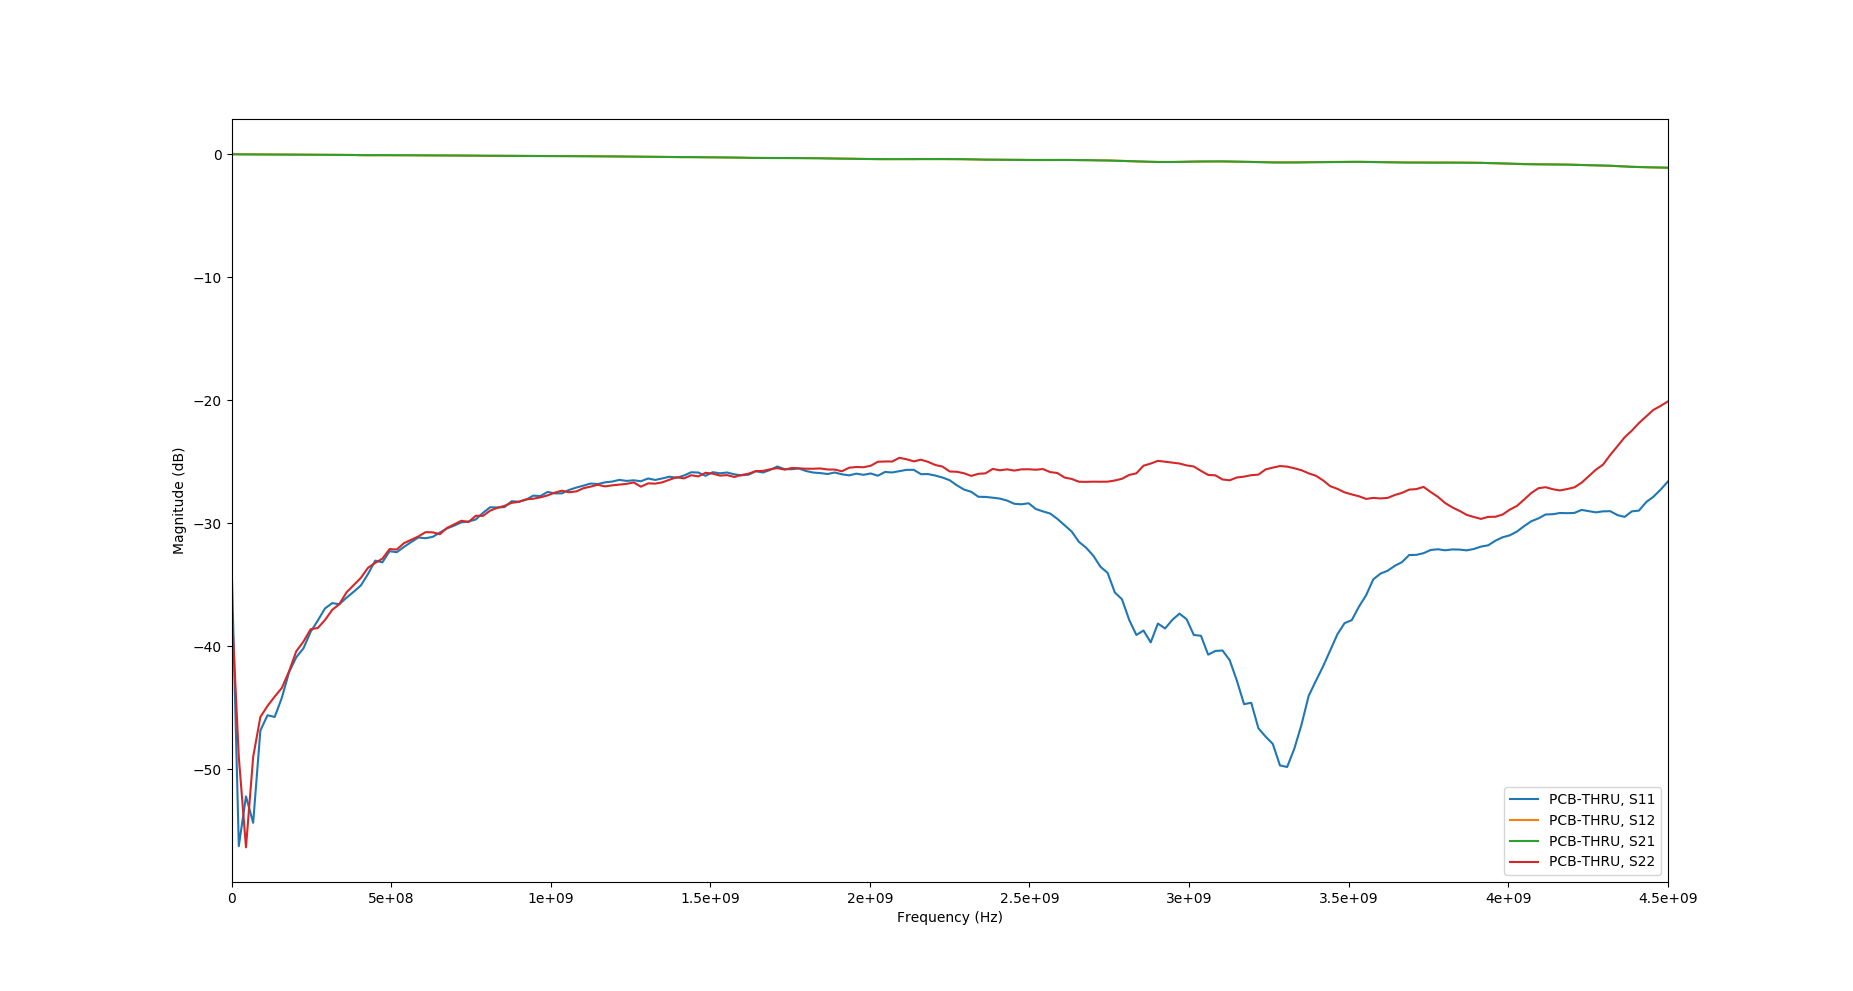 0
−10
−20
−30
−40
−50
Magnitude (dB)
0
5e+08
1e+09
1.5e+09
2e+09
2.5e+09
3e+09
3.5e+09
4e+09
4.5e+09
Frequency (Hz)
PCB-THRU, S11
PCB-THRU, S12
PCB-THRU, S21
PCB-THRU, S22